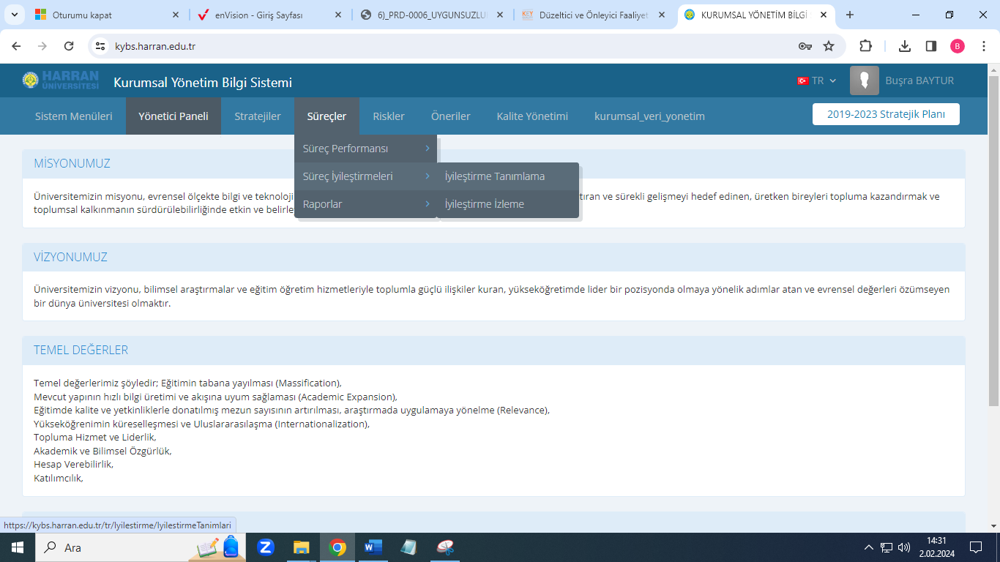 Oturumu kapat
enVision - Giriş Sayfası
6)_PRD-0006_UYGUNSUZLU
KEY
Düzeltici ve Önleyici Faaliyet
KURUMSAL YÖNETİM BİLGİ
kybs.harran.edu.tr
B
HARRAN
ÜNİVERSİTESİ
Kurumsal Yönetim Bilgi Sistemi
TR
Buşra BAYTUR
Sistem Menüleri
Yönetici Paneli
Stratejiler
Süreçler
Riskler
Öneriler
Kalite Yönetimi
kurumsal_veri_yonetim
2019-2023 Stratejik Planı
Süreç Performansı
Süreç İyileştirmeleri
Raporlar
İyileştirme Tanımlama
İyileştirme İzleme
MİSYONUMUZ
Üniversitemizin misyonu, evrensel ölçekte bilgi ve teknoloji tıran ve sürekli gelişmeyi hedef edinen, üretken bireyleri topluma kazandırmak ve
toplumsal kalkınmanın sürdürülebilirliğinde etkin ve belirle
VİZYONUMUZ
Üniversitemizin vizyonu, bilimsel araştırmalar ve eğitim öğretim hizmetleriyle toplumla güçlü ilişkiler kuran, yükseköğretimde lider bir pozisyonda olmaya yönelik adımlar atan ve evrensel değerleri özümseyen
bir dünya üniversitesi olmaktır.
TEMEL DEĞERLER
Temel değerlerimiz şöyledir; Eğitimin tabana yayılması (Massification),
Mevcut yapının hızlı bilgi üretimi ve akışına uyum sağlaması (Academic Expansion),
Eğitimde kalite ve yetkinliklerle donatılmış mezun sayısının artırılması, araştırmada uygulamaya yönelme (Relevance),
Yükseköğrenimin küreselleşmesi ve Uluslararasılaşma (Internationalization),
Topluma Hizmet ve Liderlik,
Akademik ve Bilimsel Özgürlük,
Hesap Verebilirlik,
Katılımcılık,
https://kybs.harran.edu.tr/tr/Iyilestirme/IyilestirmeTanimlari
Ara
14:31
2.02.2024